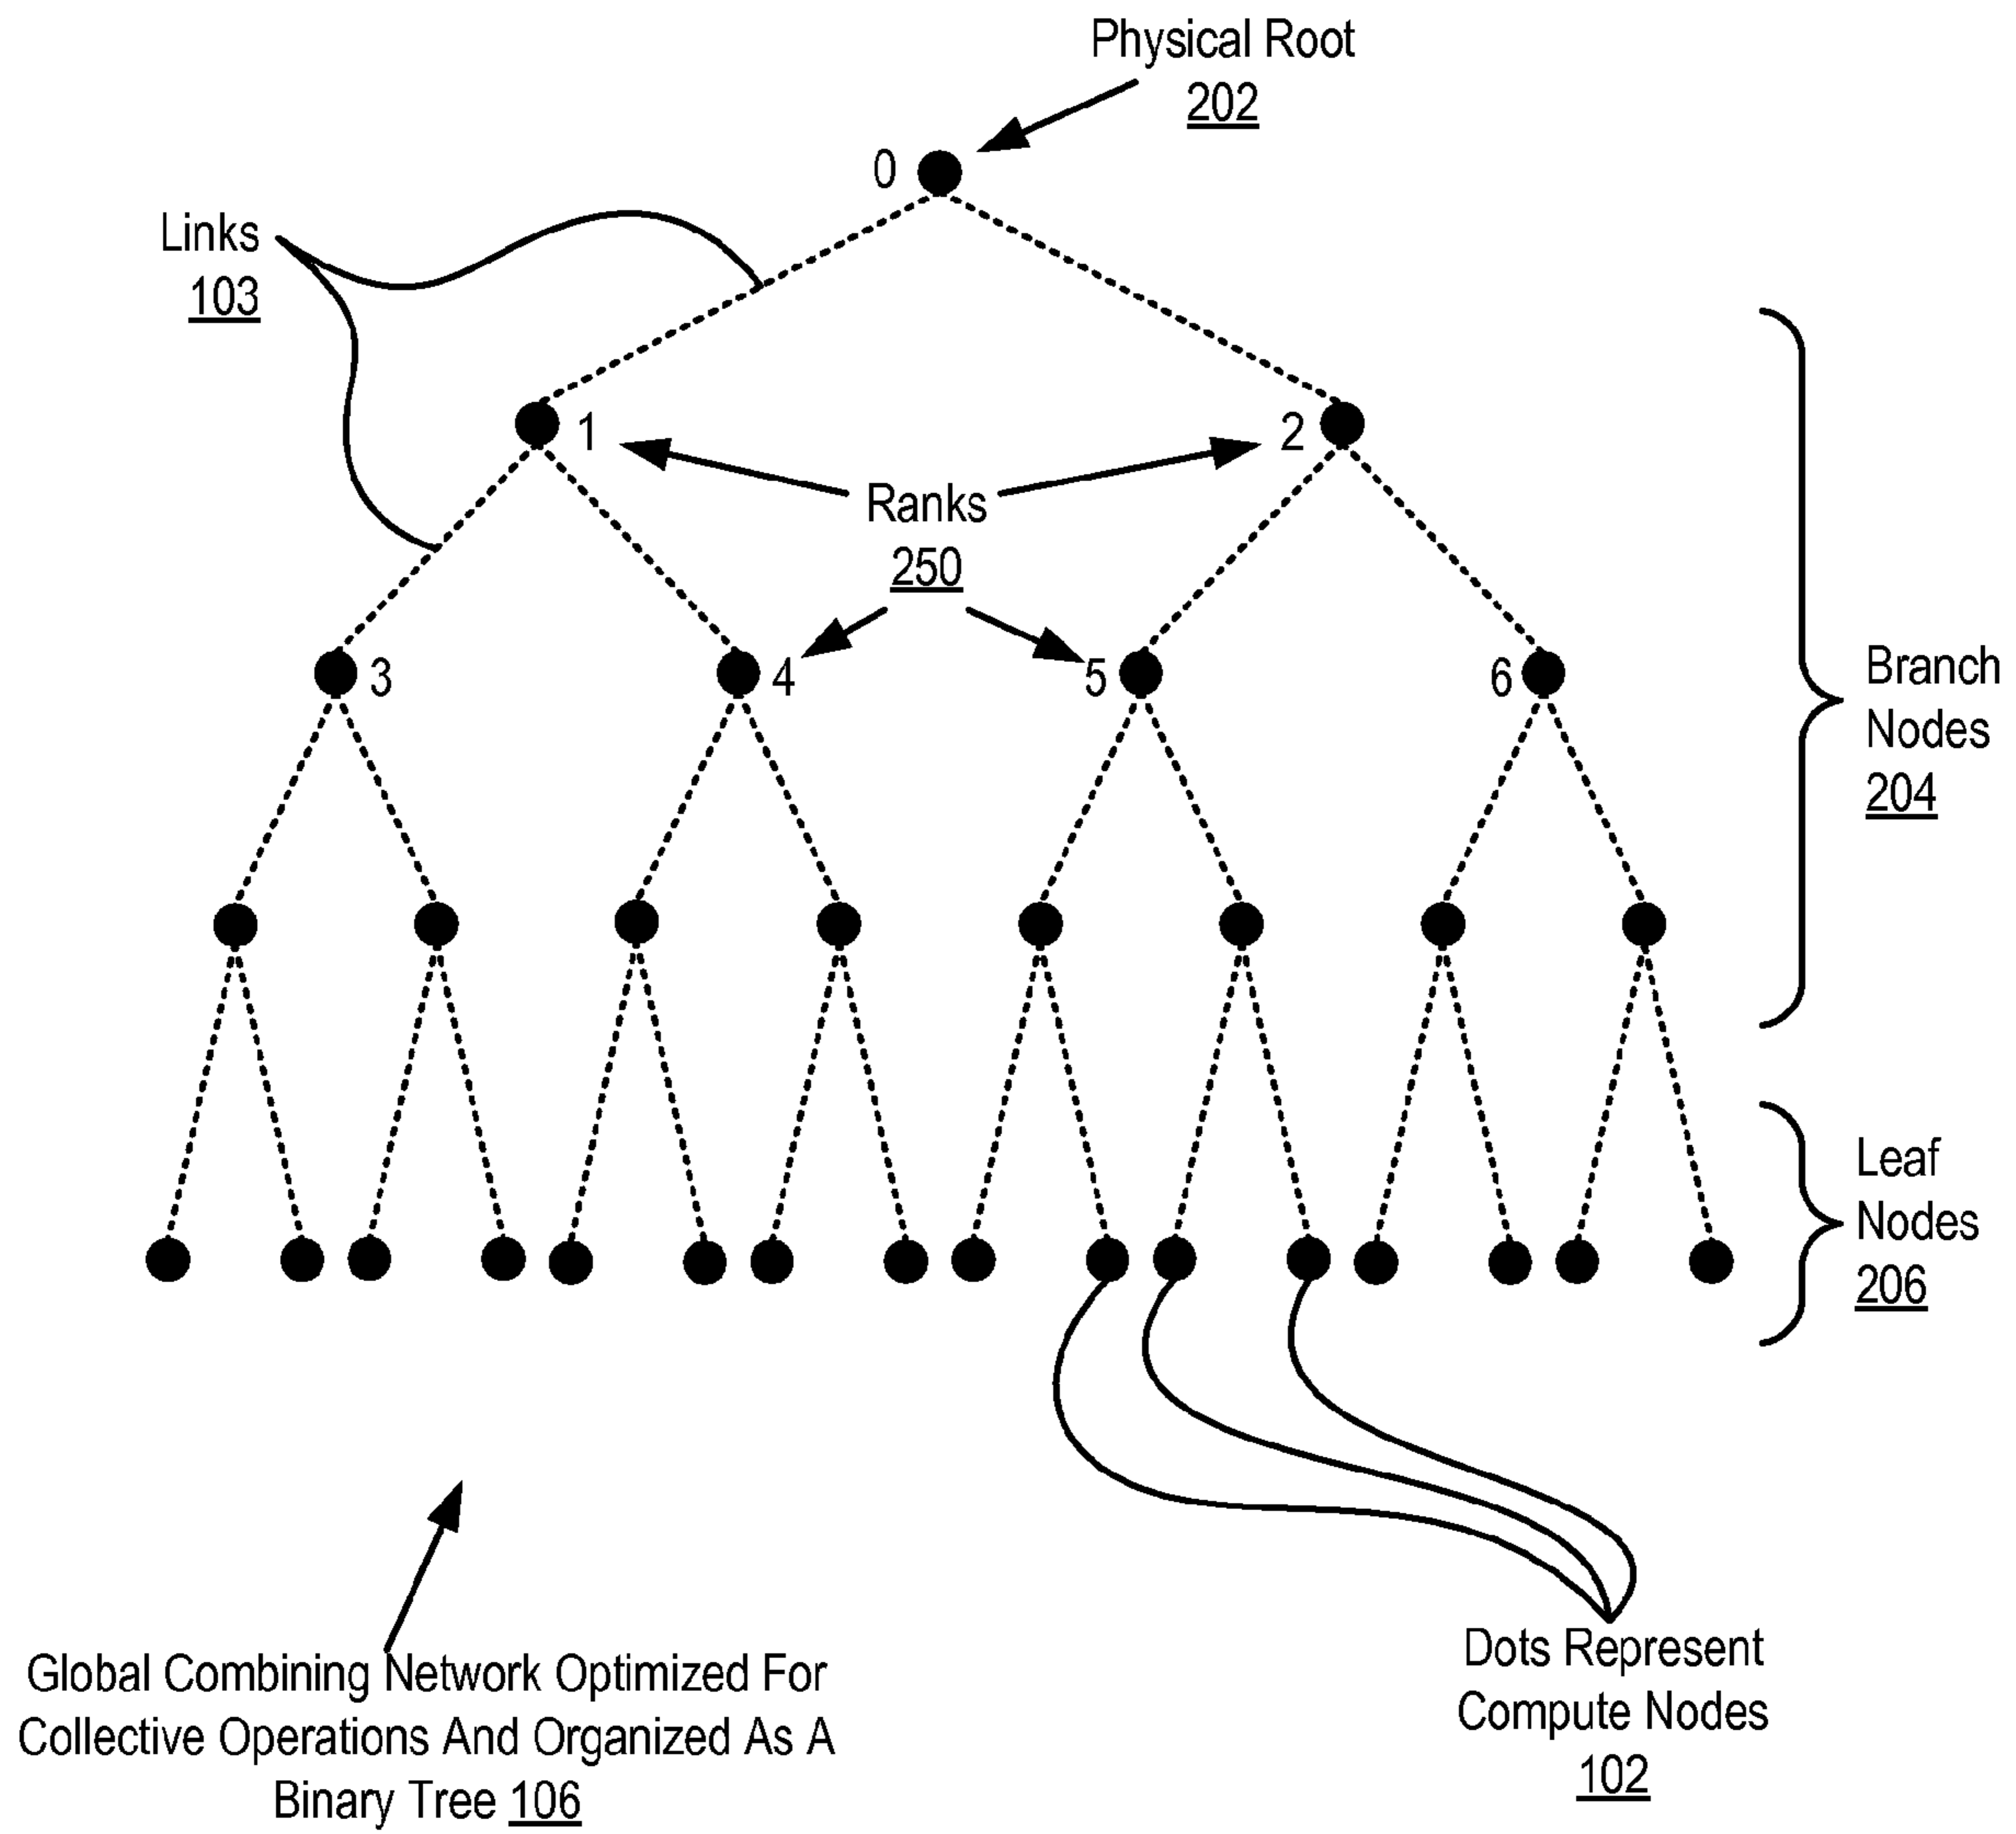 Physical Root
202
0
Links
103
1
2
Ranks
250
3
4
5
6
Branch
Nodes
204
Leaf
Nodes
206
Global Combining Network Optimized For
Collective Operations And Organized As A
Binary Tree 106
Dots Represent
Compute Nodes
102